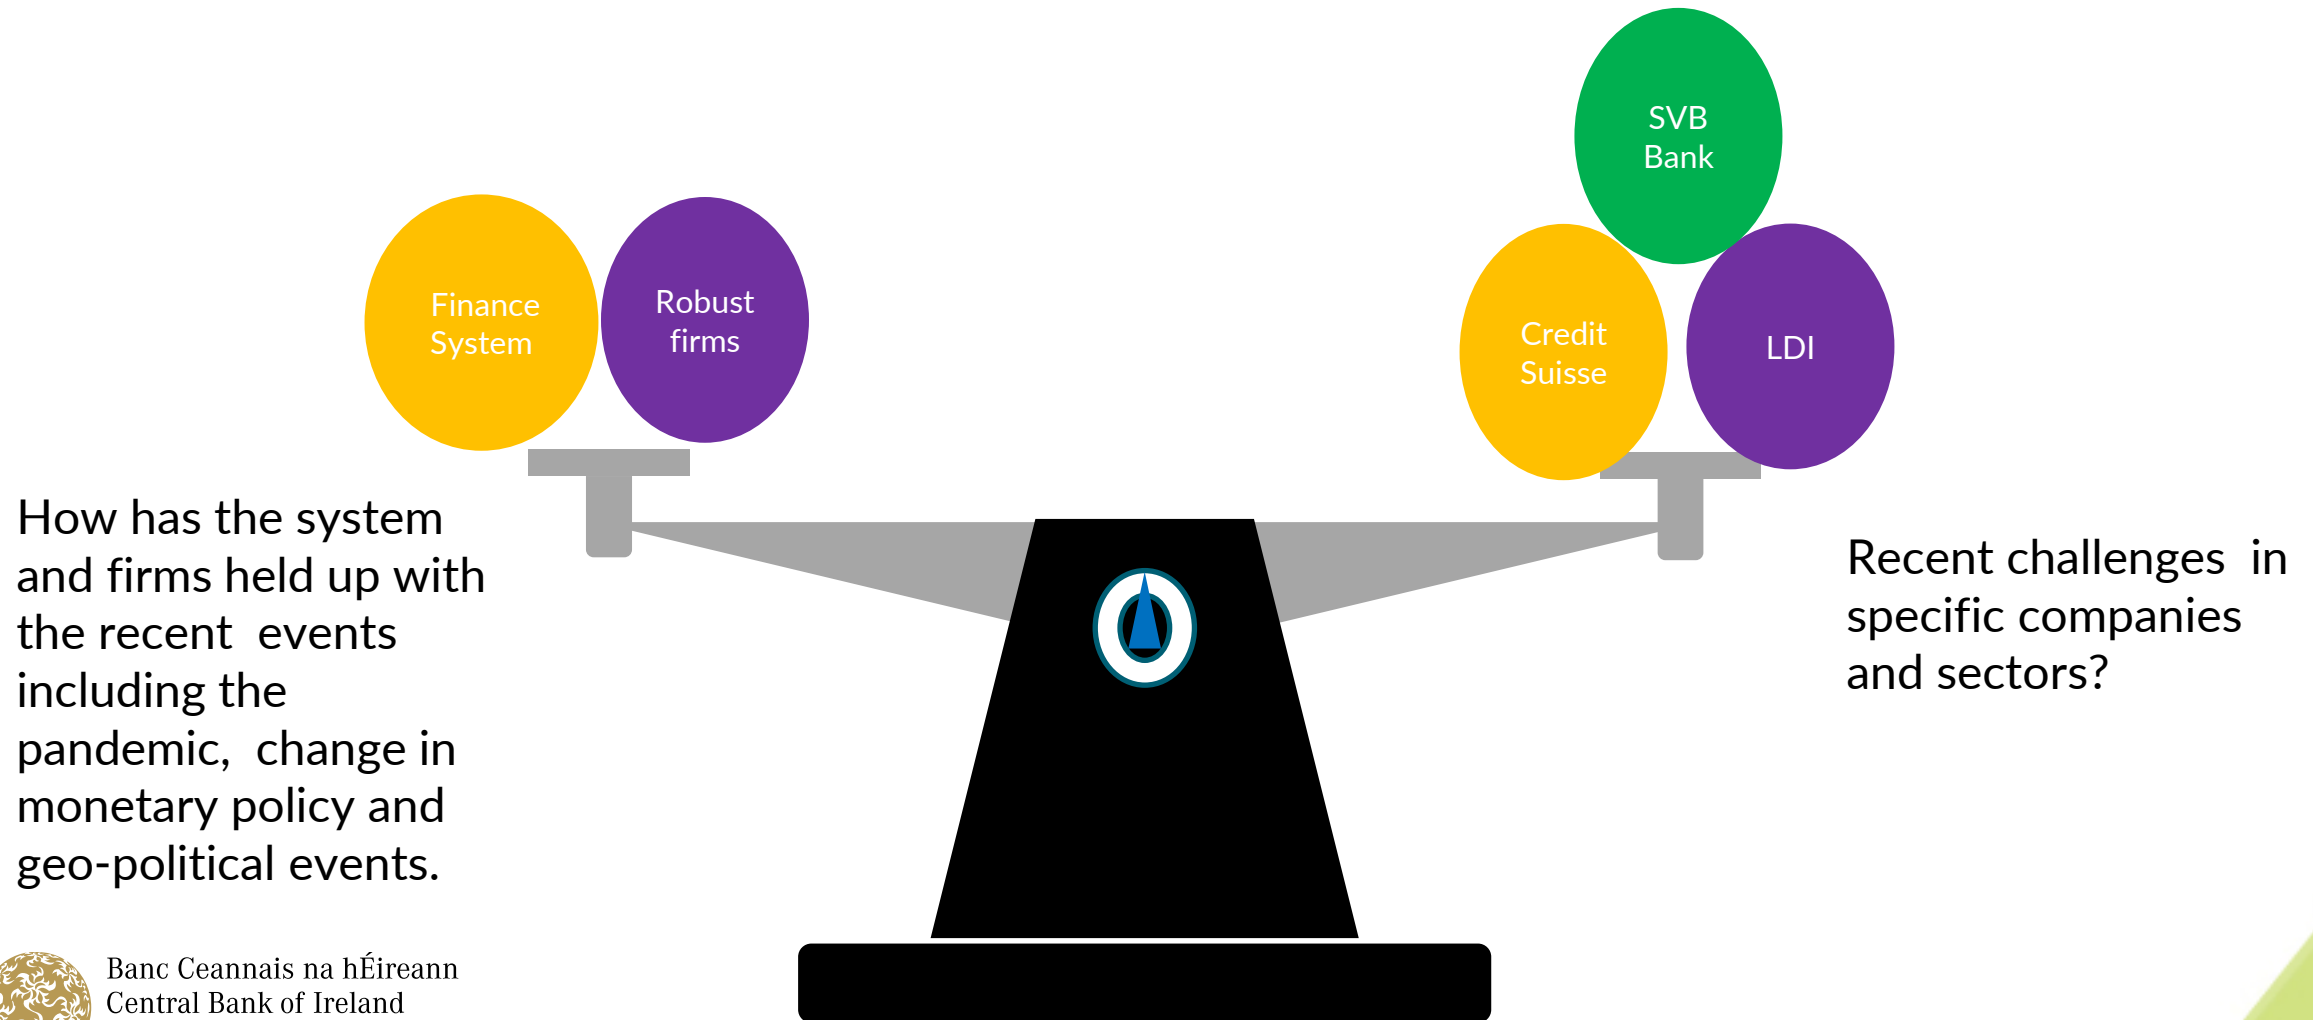 SVB
Bank
Finance
System
Robust
firms
Credit
Suisse
LDI
How has the system
and firms held up with
the recent  events
including the
pandemic,  change in
monetary policy and
geo-political events.
Recent challenges  in
specific companies
and sectors?
Banc Ceannais na hÉireann
Central Bank of Ireland